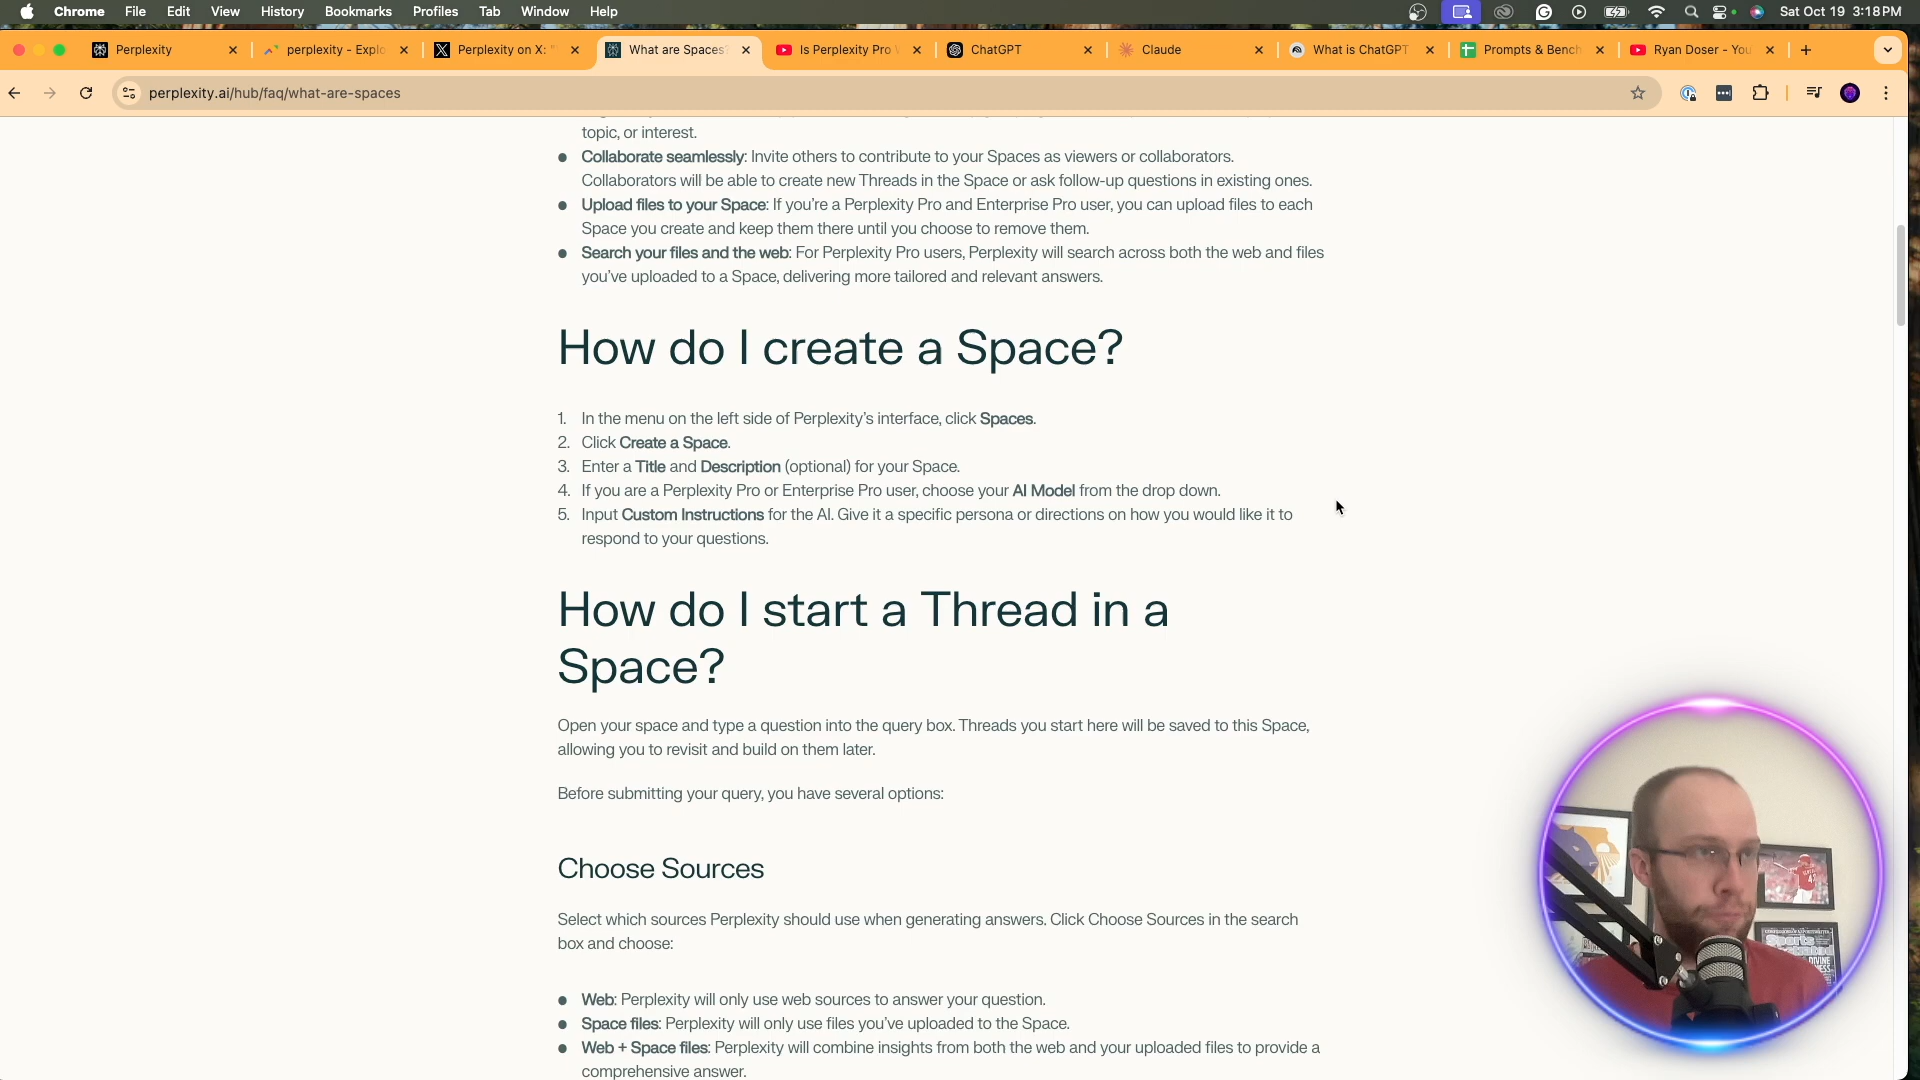 Chrome File Edit View History Bookmarks Profiles Tab Window Help Sat Oct 19 3:18 PM
Perplexity perplexity - Explo Perplexity on X: " What are Spaces? Is Perplexity Pro ChatGPT Claude What is ChatGPT Prompts & Bench Ryan Doser - You
perplexity.ai/hub/faq/what-are-spaces
topic, or interest.
Collaborate seamlessly: Invite others to contribute to your Spaces as viewers or collaborators.
Collaborators will be able to create new Threads in the Space or ask follow-up questions in existing ones.
Upload files to your Space: If you're a Perplexity Pro and Enterprise Pro user, you can upload files to each
Space you create and keep them there until you choose to remove them.
Search your files and the web: For Perplexity Pro users, Perplexity will search across both the web and files
you've uploaded to a Space, delivering more tailored and relevant answers.
How do I create a Space?
1. In the menu on the left side of Perplexity's interface, click Spaces.
2. Click Create a Space.
3. Enter a Title and Description (optional) for your Space.
4. If you are a Perplexity Pro or Enterprise Pro user, choose your AI Model from the drop down.
5. Input Custom Instructions for the AI. Give it a specific persona or directions on how you would like it to
respond to your questions.
How do I start a Thread in a
Space?
Open your space and type a question into the query box. Threads you start here will be saved to this Space,
allowing you to revisit and build on them later.
Before submitting your query, you have several options:
Choose Sources
Select which sources Perplexity should use when generating answers. Click Choose Sources in the search
box and choose:
Web: Perplexity will only use web sources to answer your question.
Space files: Perplexity will only use files you've uploaded to the Space.
Web + Space files: Perplexity will combine insights from both the web and your uploaded files to provide a
comprehensive answer.
Sports Illustrated
DIVINE